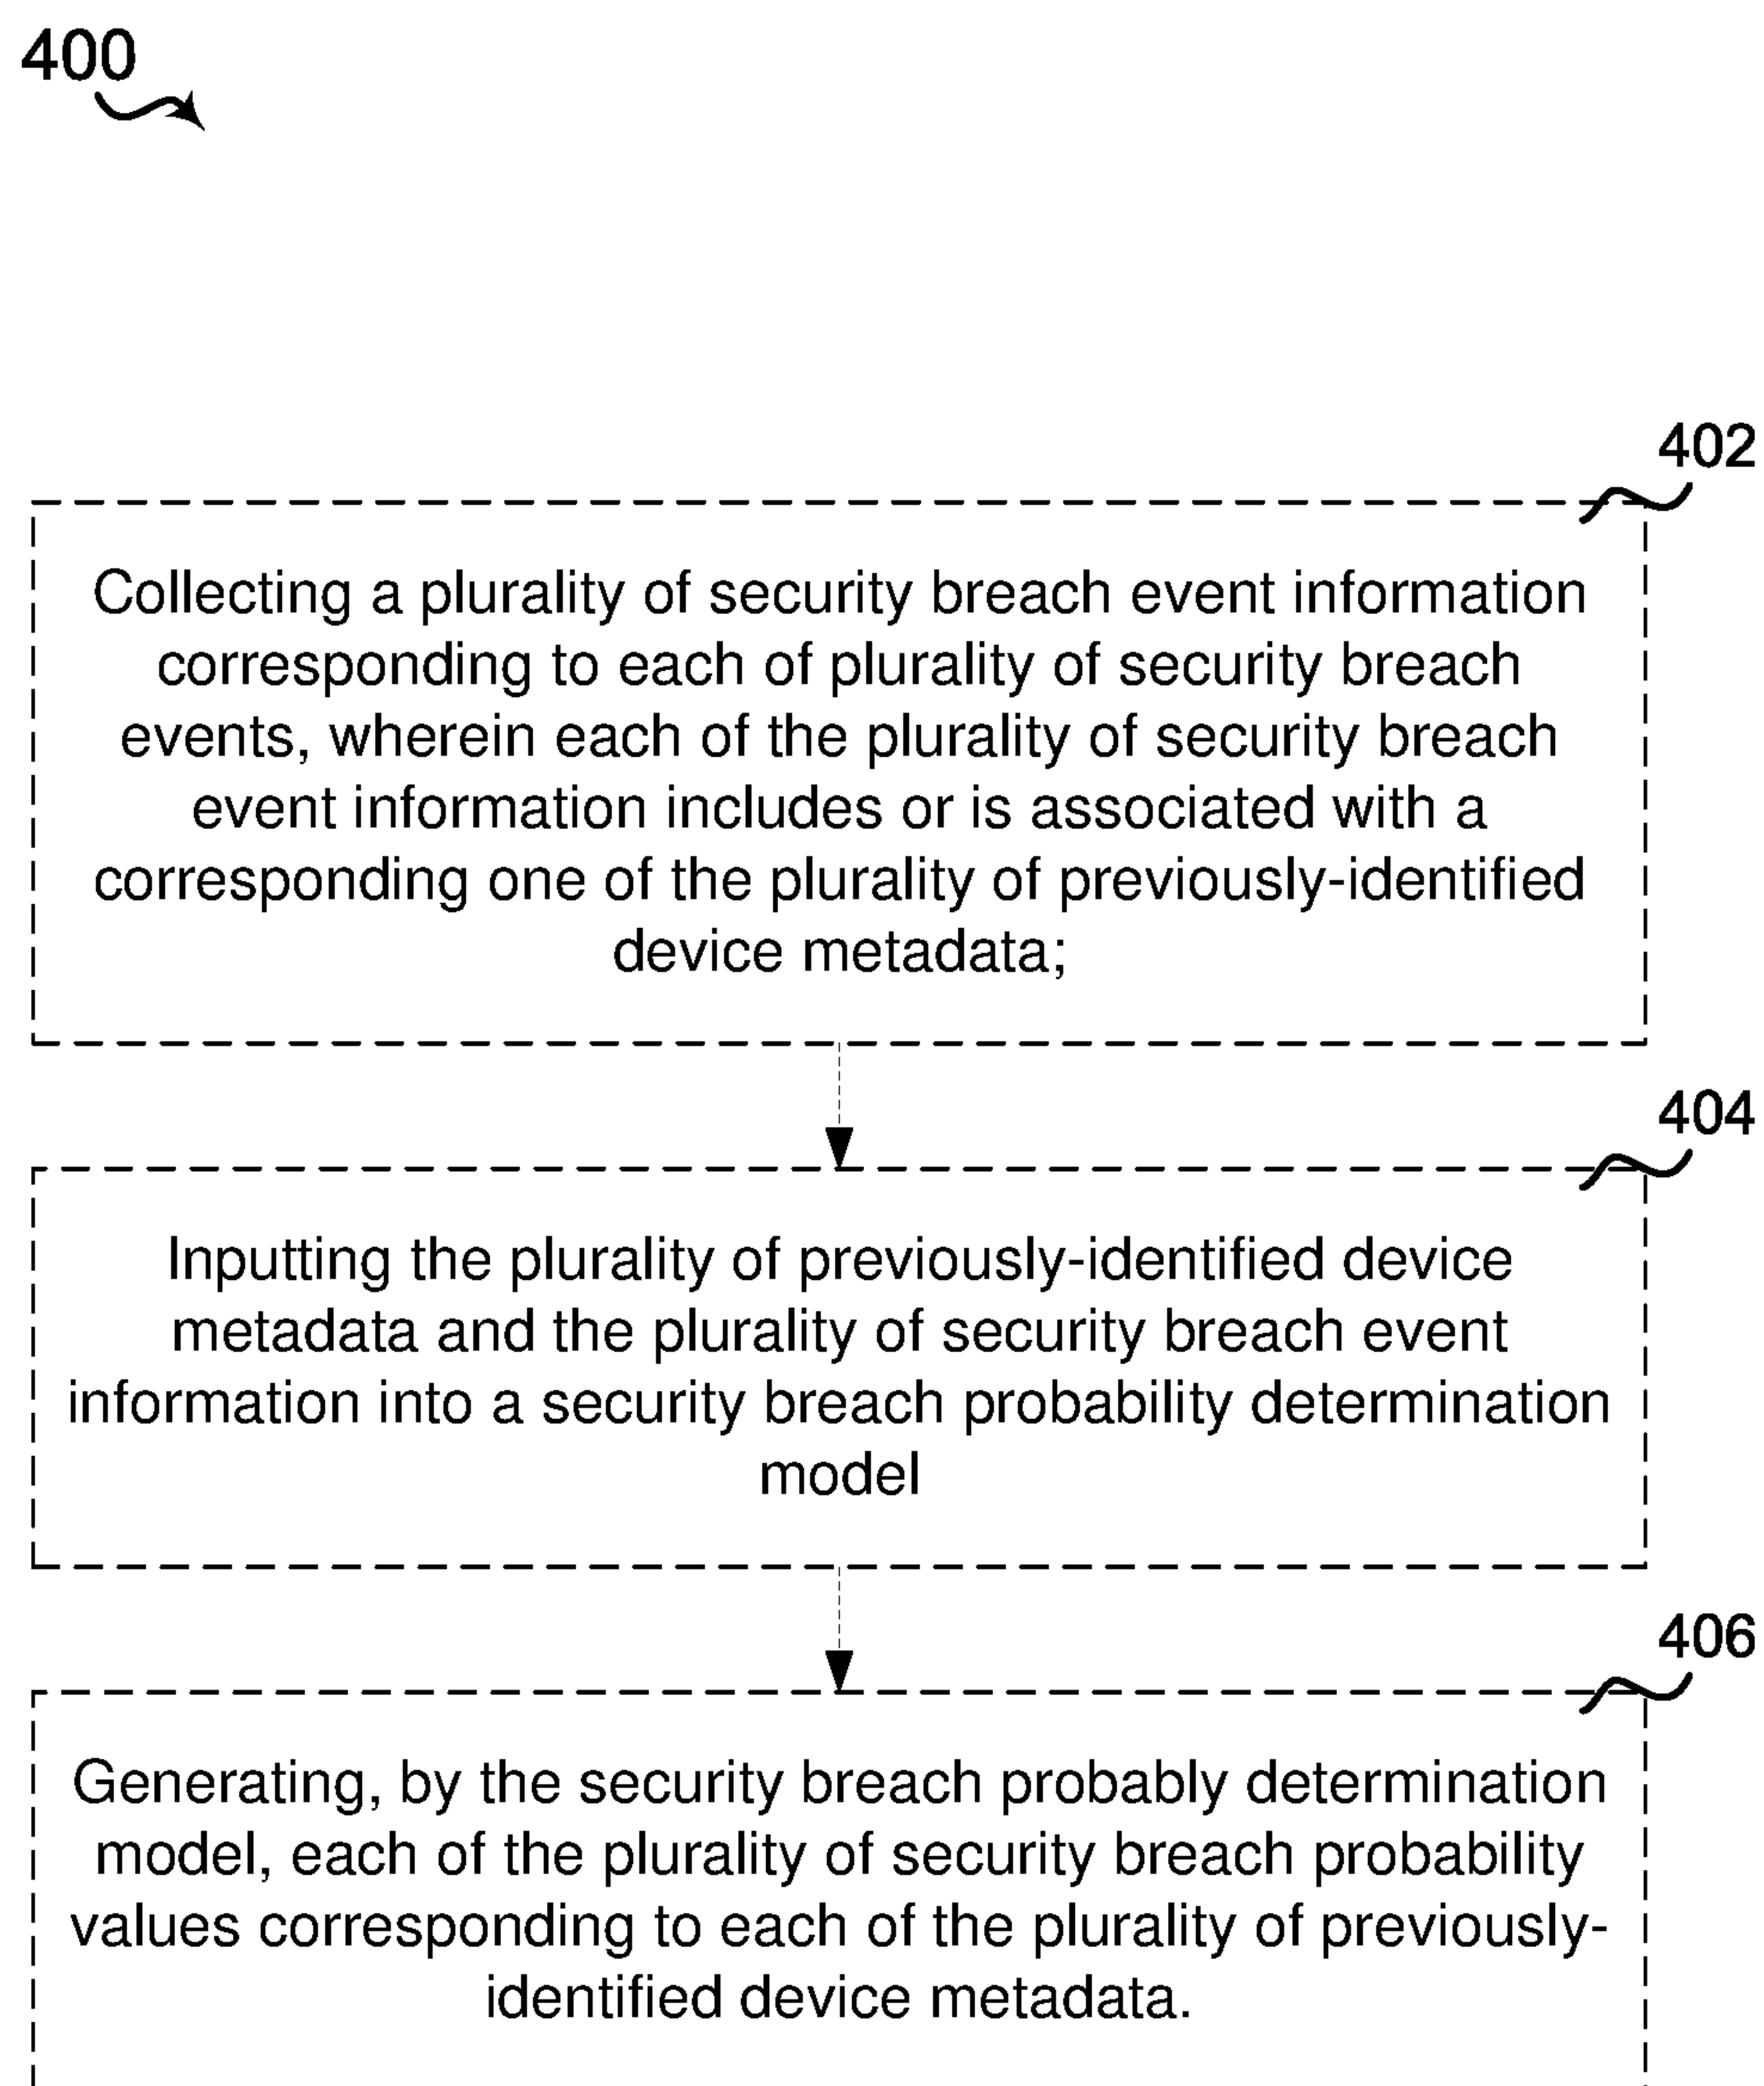 400
402
Collecting a plurality of security breach event information
corresponding to each of plurality of security breach
events, wherein each of the plurality of security breach
event information includes or is associated with a
corresponding one of the plurality of previously-identified
device metadata;
404
Inputting the plurality of previously-identified device
metadata and the plurality of security breach event
information into a security breach probability determination
model
406
Generating, by the security breach probably determination
model, each of the plurality of security breach probability
values corresponding to each of the plurality of previously-
identified device metadata.